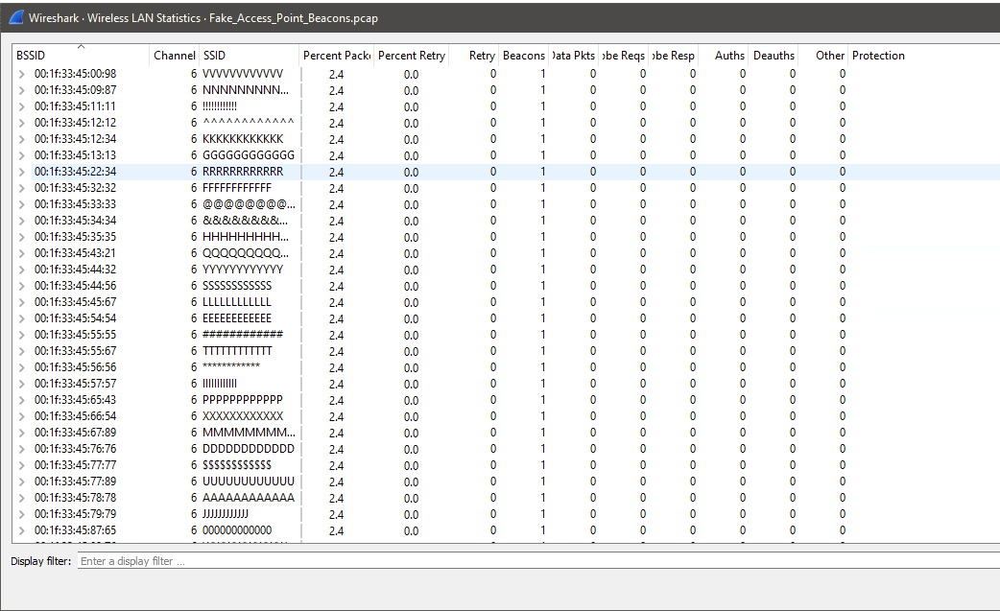 Wireshark · Wireless LAN Statistics · Fake_Access_Point_Beacons.pcap
BSSID Channel SSID Percent Packe Percent Retry Retry Beacons Data Pkts obe Reqs obe Resp Auths Deauths Other Protection
00:1f:33:45:00:98 6 VVVVVVVVVVVV 2.4 0.0 0 1 0 0 0 0 0 0
00:1f:33:45:09:87 6 NNNNNNNNN... 2.4 0.0 0 1 0 0 0 0 0 0
00:1f:33:45:11:11 6 !!!!!!!!!!!! 2.4 0.0 0 1 0 0 0 0 0 0
00:1f:33:45:12:12 6 ^^^^^^^^^^^^ 2.4 0.0 0 1 0 0 0 0 0 0
00:1f:33:45:12:34 6 KKKKKKKKKKKK 2.4 0.0 0 1 0 0 0 0 0 0
00:1f:33:45:13:13 6 GGGGGGGGGGGG 2.4 0.0 0 1 0 0 0 0 0 0
00:1f:33:45:22:34 6 RRRRRRRRRRRR 2.4 0.0 0 1 0 0 0 0 0 0
00:1f:33:45:32:32 6 FFFFFFFFFFFF 2.4 0.0 0 1 0 0 0 0 0 0
00:1f:33:45:33:33 6 @@@@@@@@... 2.4 0.0 0 1 0 0 0 0 0 0
00:1f:33:45:34:34 6 &&&&&&&&... 2.4 0.0 0 1 0 0 0 0 0 0
00:1f:33:45:35:35 6 HHHHHHHHH... 2.4 0.0 0 1 0 0 0 0 0 0
00:1f:33:45:43:21 6 QQQQQQQQQ... 2.4 0.0 0 1 0 0 0 0 0 0
00:1f:33:45:44:32 6 YYYYYYYYYYYY 2.4 0.0 0 1 0 0 0 0 0 0
00:1f:33:45:44:56 6 SSSSSSSSSSSS 2.4 0.0 0 1 0 0 0 0 0 0
00:1f:33:45:45:67 6 LLLLLLLLLLLL 2.4 0.0 0 1 0 0 0 0 0 0
00:1f:33:45:54:54 6 EEEEEEEEEEEE 2.4 0.0 0 1 0 0 0 0 0 0
00:1f:33:45:55:55 6 ############ 2.4 0.0 0 1 0 0 0 0 0 0
00:1f:33:45:55:67 6 TTTTTTTTTTTT 2.4 0.0 0 1 0 0 0 0 0 0
00:1f:33:45:56:56 6 ************ 2.4 0.0 0 1 0 0 0 0 0 0
00:1f:33:45:57:57 6 IIIIIIIIIIII 2.4 0.0 0 1 0 0 0 0 0 0
00:1f:33:45:65:43 6 PPPPPPPPPPPP 2.4 0.0 0 1 0 0 0 0 0 0
00:1f:33:45:66:54 6 XXXXXXXXXXXX 2.4 0.0 0 1 0 0 0 0 0 0
00:1f:33:45:67:89 6 MMMMMMMM... 2.4 0.0 0 1 0 0 0 0 0 0
00:1f:33:45:76:76 6 DDDDDDDDDDDD 2.4 0.0 0 1 0 0 0 0 0 0
00:1f:33:45:77:77 6 $$$$$$$$$$$$ 2.4 0.0 0 1 0 0 0 0 0 0
00:1f:33:45:77:89 6 UUUUUUUUUUUU 2.4 0.0 0 1 0 0 0 0 0 0
00:1f:33:45:78:78 6 AAAAAAAAAAAA 2.4 0.0 0 1 0 0 0 0 0 0
00:1f:33:45:79:79 6 JJJJJJJJJJJJ 2.4 0.0 0 1 0 0 0 0 0 0
00:1f:33:45:87:65 6 000000000000 2.4 0.0 0 1 0 0 0 0 0 0
Display filter: Enter a display filter ...